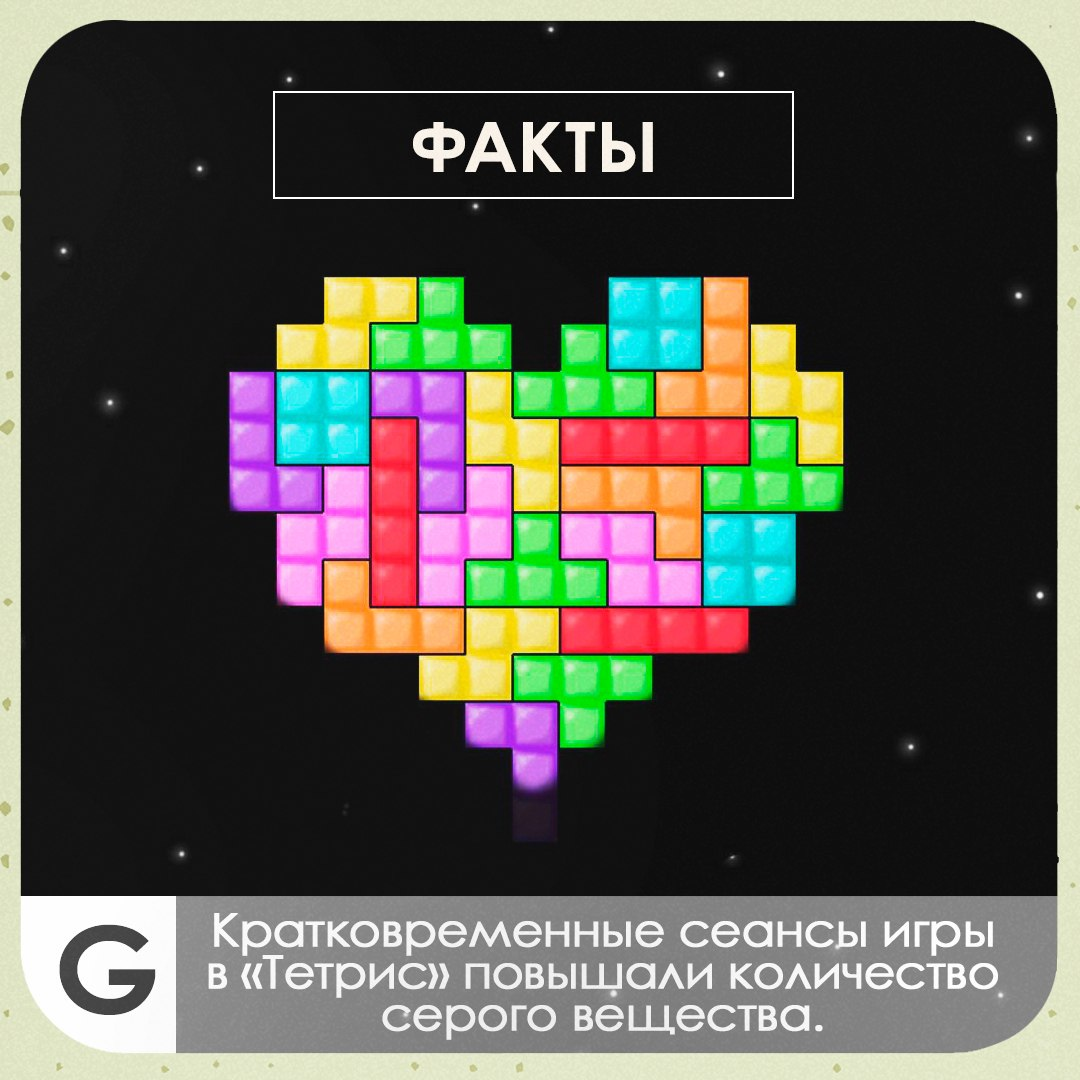 ФАКТЫ
G
Кратковременные сеансы игры
в «Тетрис» повышали количество
серого вещества.